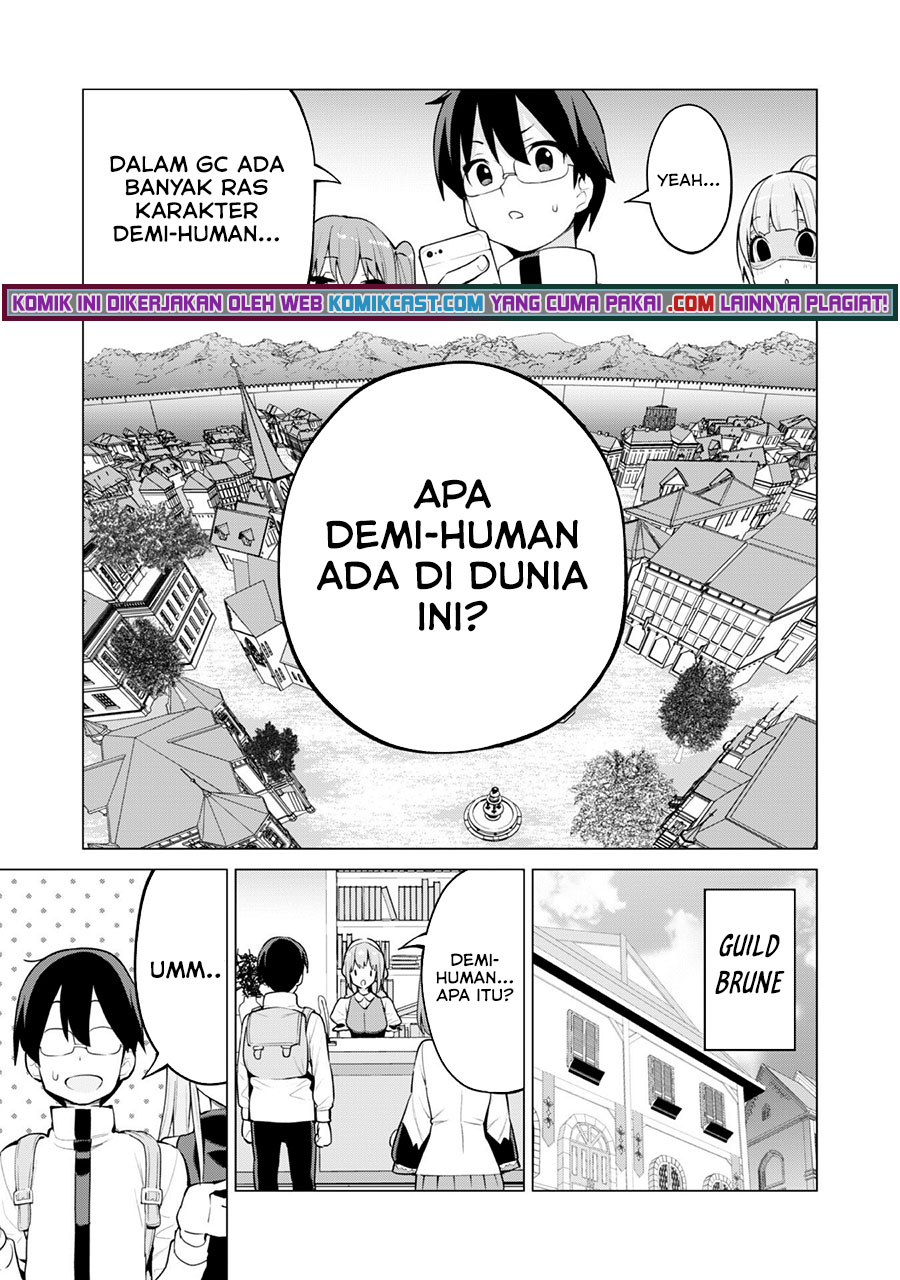 YEAH...
DALAM GC ADA
BANYAK RAS
KARAKTER
DEMI-HUMAN...
KOMIK INI DIKERJAKAN OLEH WEB KOMIKCAST.COM YANG CUMA PAKAI .COM LAINNYA PLAGIAT!
APA
DEMI-HUMAN
ADA DI DUNIA
INI?
GUILD
BRUNE
DEMI-
HUMAN...
APA ITU?
UMM..